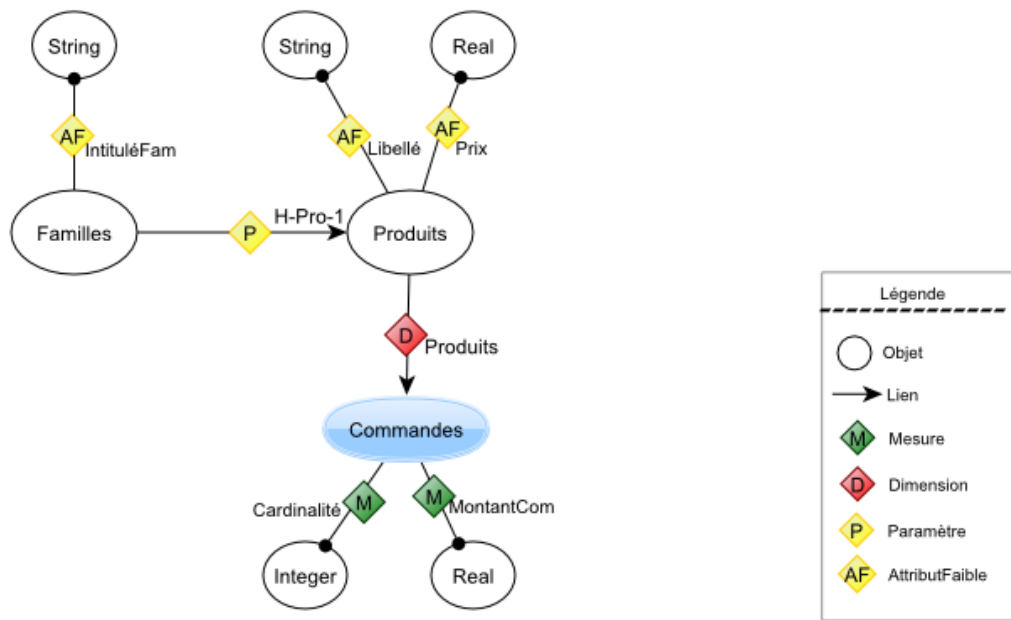 String
String
Real
AF
IntituléFam
AF
Libellé
AF
Prix
Familles
P
H-Pro-1
Produits
D
Produits
Commandes
Cardinalité
M
M
MontantCom
Integer
Real
Légende
Objet
Lien
M
Mesure
D
Dimension
P
Paramètre
AF
AttributFaible